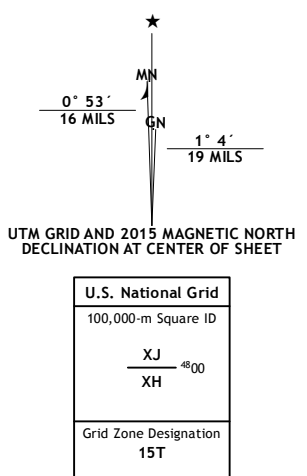 ★
MN
0° 53´
16 MILS
GN
1° 4´
19 MILS
UTM GRID AND 2015 MAGNETIC NORTH
DECLINATION AT CENTER OF SHEET
U.S. National Grid
100,000-m Square ID
XJ
4800
XH
Grid Zone Designation
15T